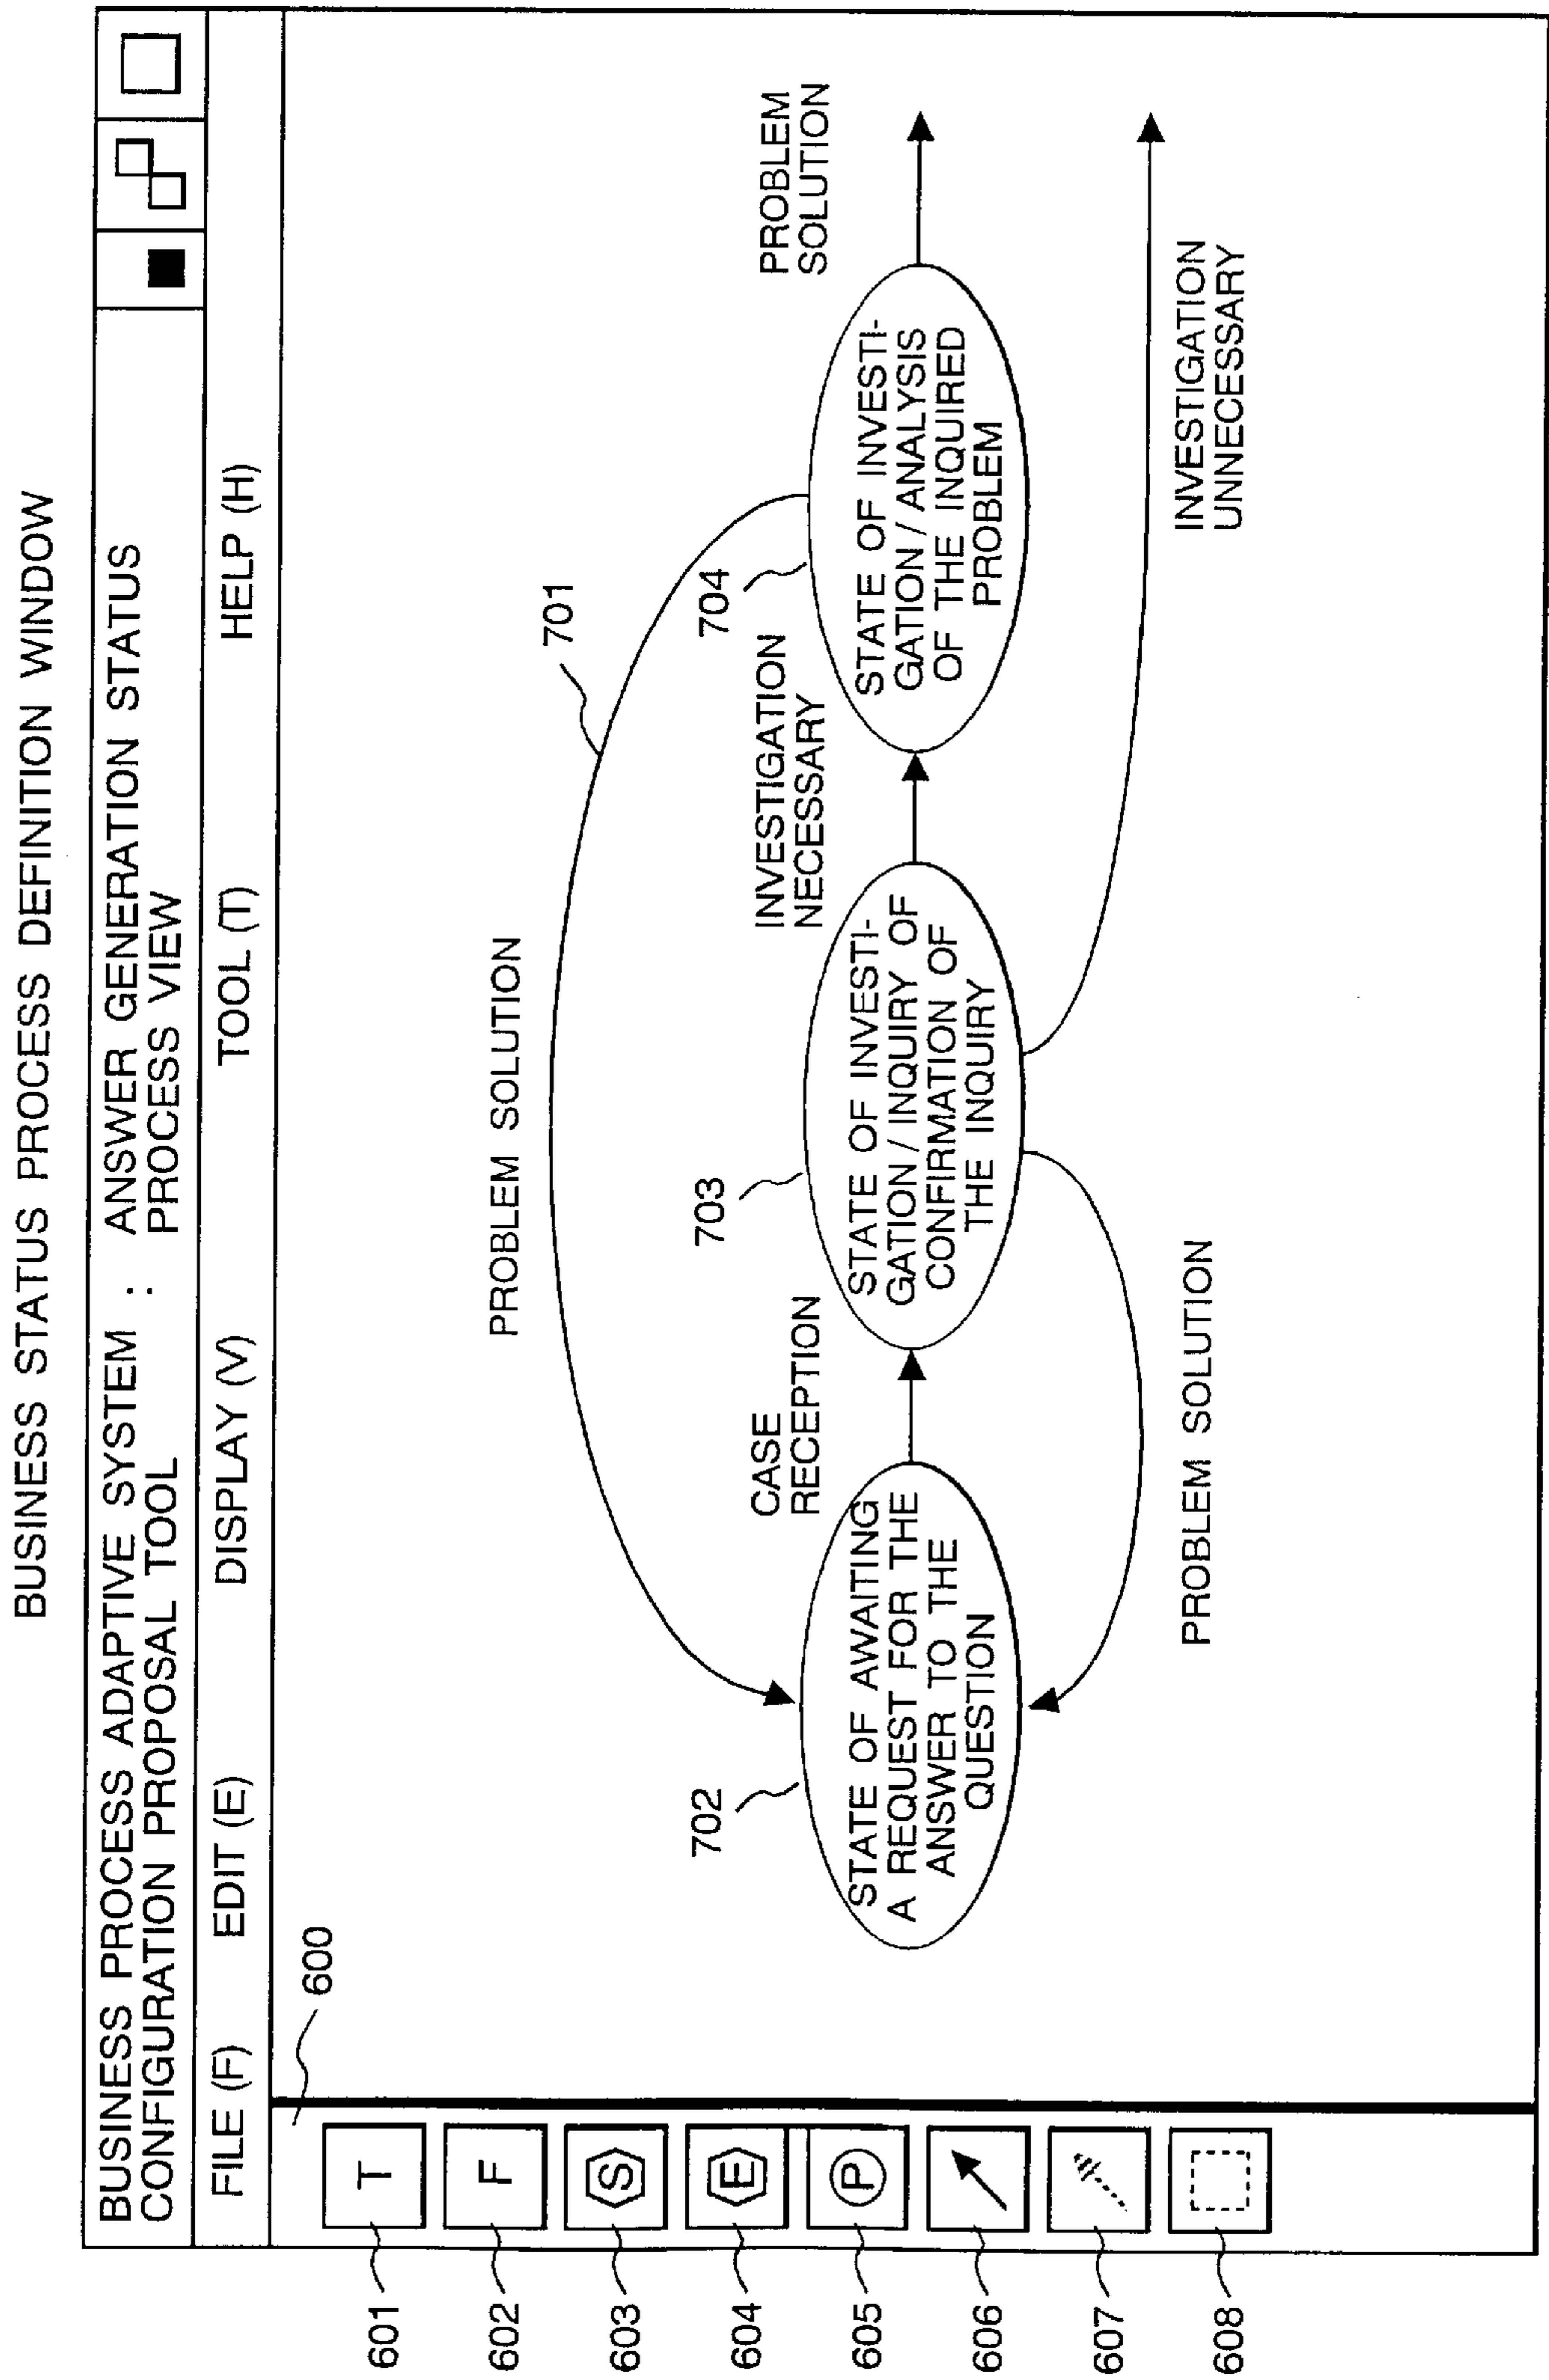 BUSINESS STATUS PROCESS DEFINITION WINDOW
BUSINESS PROCESS ADAPTIVE SYSTEM : ANSWER GENERATION STATUS
CONFIGURATION PROPOSAL TOOL : PROCESS VIEW
FILE (F) EDIT (E) DISPLAY (V) TOOL (T) HELP (H)
600
601
T
602
F
603
S
604
E
605
P
606
607
608
PROBLEM SOLUTION
701
702
STATE OF AWAITING
A REQUEST FOR THE
ANSWER TO THE
QUESTION
CASE
RECEPTION
703
STATE OF INVESTI-
GATION / INQUIRY OF
CONFIRMATION OF
THE INQUIRY
INVESTIGATION
NECESSARY
704
STATE OF INVESTI-
GATION / ANALYSIS
OF THE INQUIRED
PROBLEM
PROBLEM
SOLUTION
PROBLEM SOLUTION
INVESTIGATION
UNNECESSARY